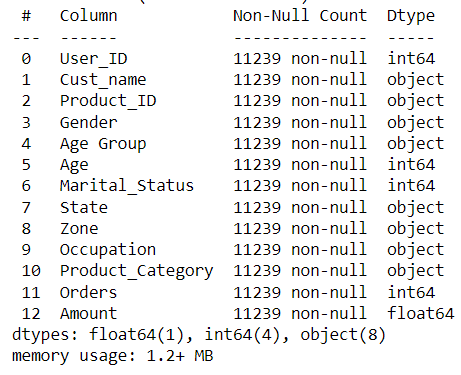 #   Column            Non-Null Count  Dtype
---  ------            --------------  -----
0   User_ID           11239 non-null  int64
1   Cust_name         11239 non-null  object
2   Product_ID        11239 non-null  object
3   Gender            11239 non-null  object
4   Age Group         11239 non-null  object
5   Age               11239 non-null  int64
6   Marital_Status    11239 non-null  int64
7   State             11239 non-null  object
8   Zone              11239 non-null  object
9   Occupation        11239 non-null  object
10  Product_Category  11239 non-null  object
11  Orders            11239 non-null  int64
12  Amount            11239 non-null  float64
dtypes: float64(1), int64(4), object(8)
memory usage: 1.2+ MB